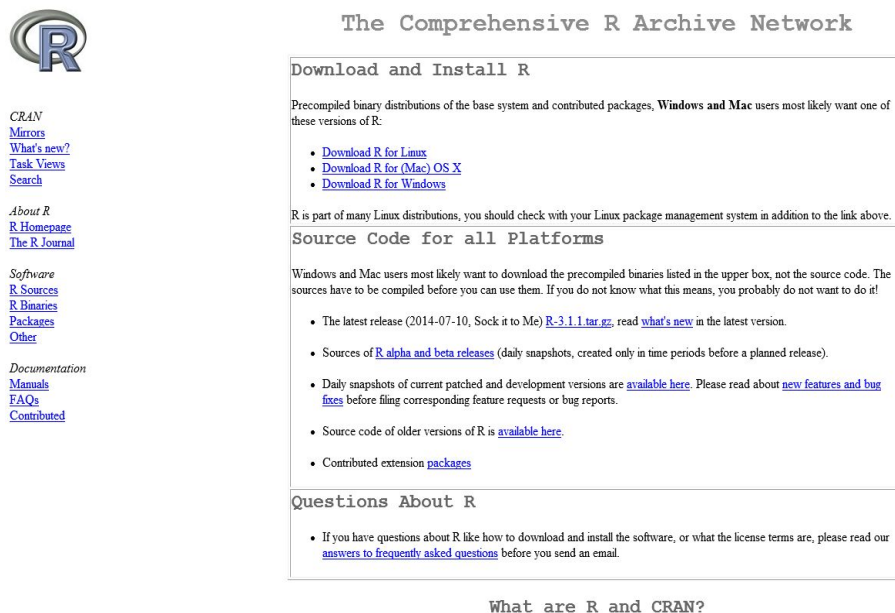 R
CRAN
Mirrors
What's new?
Task Views
Search
About R
R Homepage
The R Journal
Software
R Sources
R Binaries
Packages
Other
Documentation
Manuals
FAQs
Contributed
The Comprehensive R Archive Network
Download and Install R
Precompiled binary distributions of the base system and contributed packages, Windows and Mac users most likely want one of
these versions of R:
• Download R for Linux
• Download R for (Mac) OS X
• Download R for Windows
R is part of many Linux distributions, you should check with your Linux package management system in addition to the link above.
Source Code for all Platforms
Windows and Mac users most likely want to download the precompiled binaries listed in the upper box, not the source code. The
sources have to be compiled before you can use them. If you do not know what this means, you probably do not want to do it!
• The latest release (2014-07-10, Sock it to Me) R-3.1.1.tar.gz, read what's new in the latest version.
• Sources of R alpha and beta releases (daily snapshots, created only in time periods before a planned release).
• Daily snapshots of current patched and development versions are available here. Please read about new features and bug
fixes before filing corresponding feature requests or bug reports.
• Source code of older versions of R is available here.
• Contributed extension packages
Questions About R
• If you have questions about R like how to download and install the software, or what the license terms are, please read our
answers to frequently asked questions before you send an email.
What are R and CRAN?